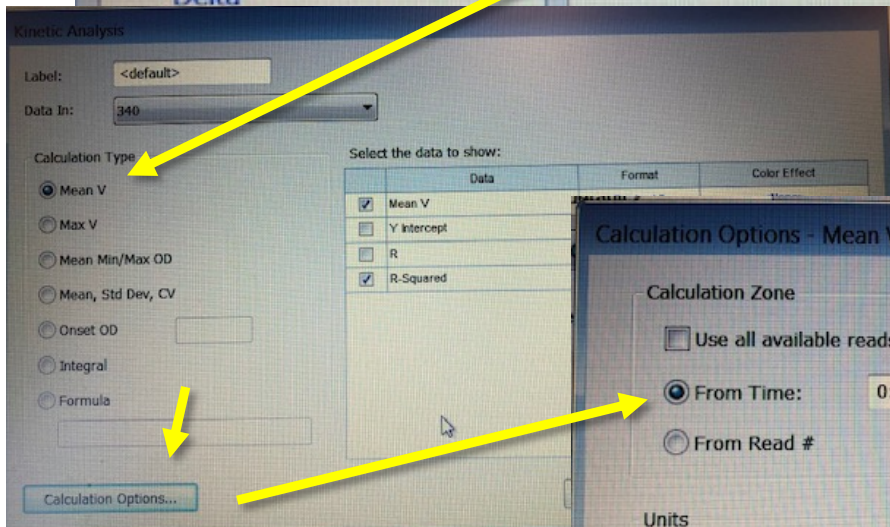 Delta
Kinetic Analysis
Label: <default>
Data In: 340
Calculation Type
Mean V
Max V
Mean Min/Max OD
Mean, Std Dev, CV
Onset OD
Integral
Formula
Calculation Options...
Select the data to show:
Data Format Color Effect
Mean V
Y Intercept
R
R-Squared
Calculation Options - Mean
Calculation Zone
Use all available reads
From Time: 0
From Read #
Units